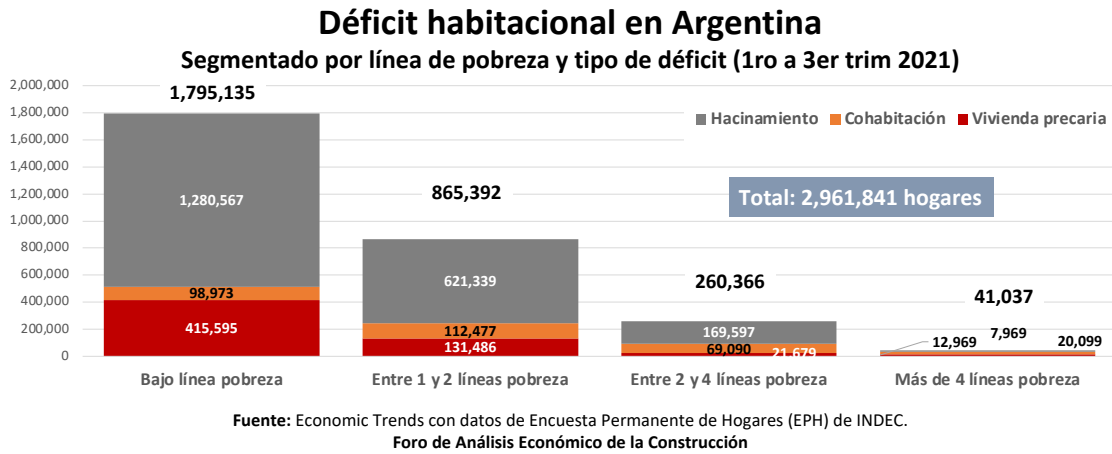 Déficit habitacional en Argentina
Segmentado por línea de pobreza y tipo de déficit (1ro a 3er trim 2021)
2,000,000
1,800,000
1,600,000
1,400,000
1,200,000
1,000,000
800,000
600,000
400,000
200,000
0
1,795,135
1,280,567
98,973
415,595
865,392
621,339
112,477
131,486
260,366
169,597
69,090
21,679
41,037
12,969
7,969
20,099
Hacinamiento Cohabitación Vivienda precaria
Total: 2,961,841 hogares
Bajo línea pobreza
Entre 1 y 2 líneas pobreza
Entre 2 y 4 líneas pobreza
Más de 4 líneas pobreza
Fuente: Economic Trends con datos de Encuesta Permanente de Hogares (EPH) de INDEC.
Foro de Análisis Económico de la Construcción